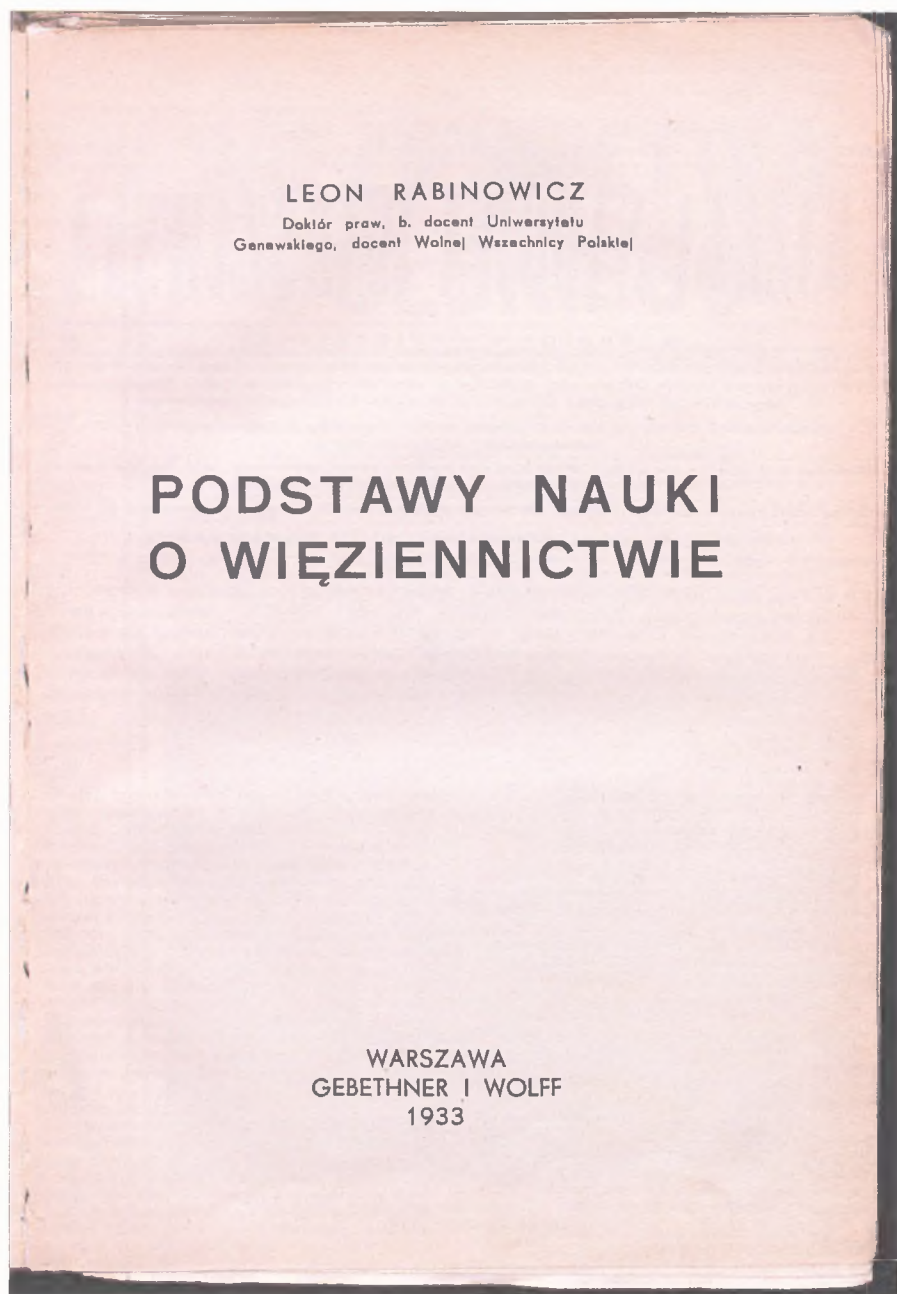 LEON RABINOWICZ
Doktór praw, b. docent Uniwersytetu
Genewskiego, docent Wolnej Wszechnicy Polskiej
PODSTAWY NAUKI
O WIĘZIENNICTWIE
WARSZAWA
GEBETHNER I WOLFF
1933